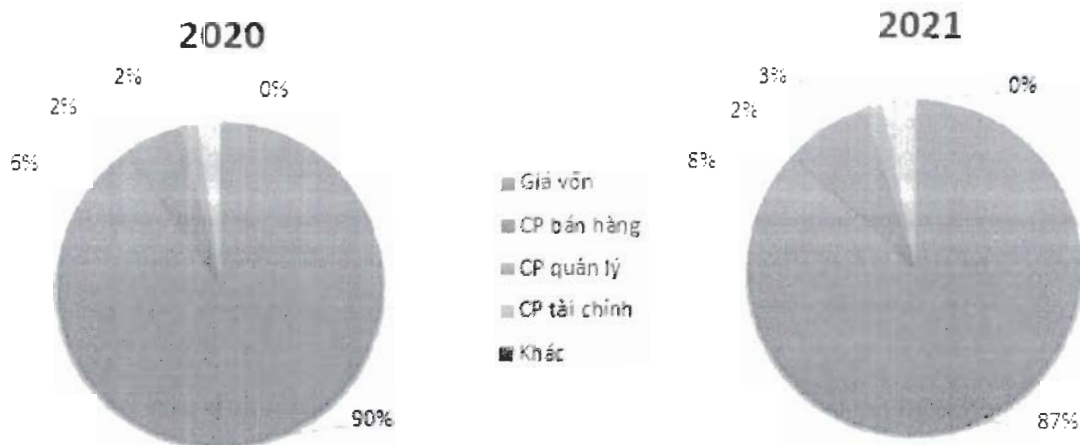 2020
2%
0%
2%
6%
90%
Giá vốn
CP bán hàng
CP quản lý
CP tài chính
Khác
2021
3%
0%
2%
8%
87%